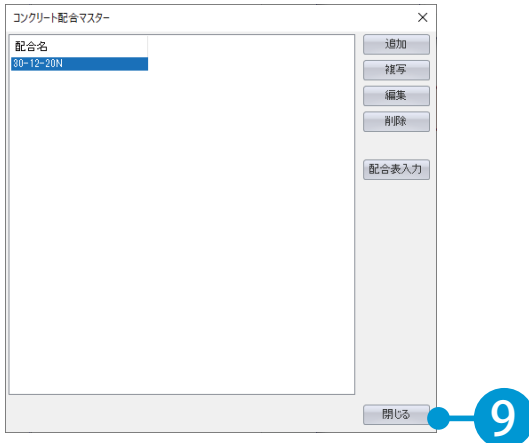 コンクリート配合マスター
配合名
30-12-20N
追加
複写
編集
削除
配合表入力
閉じる
9